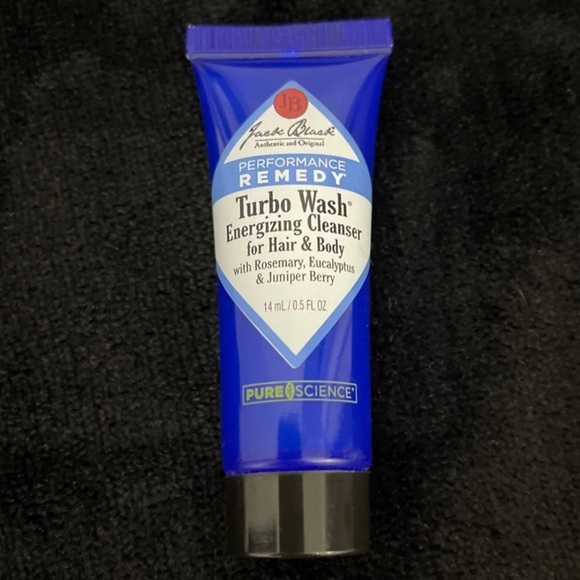 JB
Jack Black
Authentic and Original
PERFORMANCE
REMEDY
Turbo Wash®
Energizing Cleanser
for Hair & Body
with Rosemary, Eucalyptus
& Juniper Berry
14 mL / 0.5 FL OZ
PURE SCIENCE®